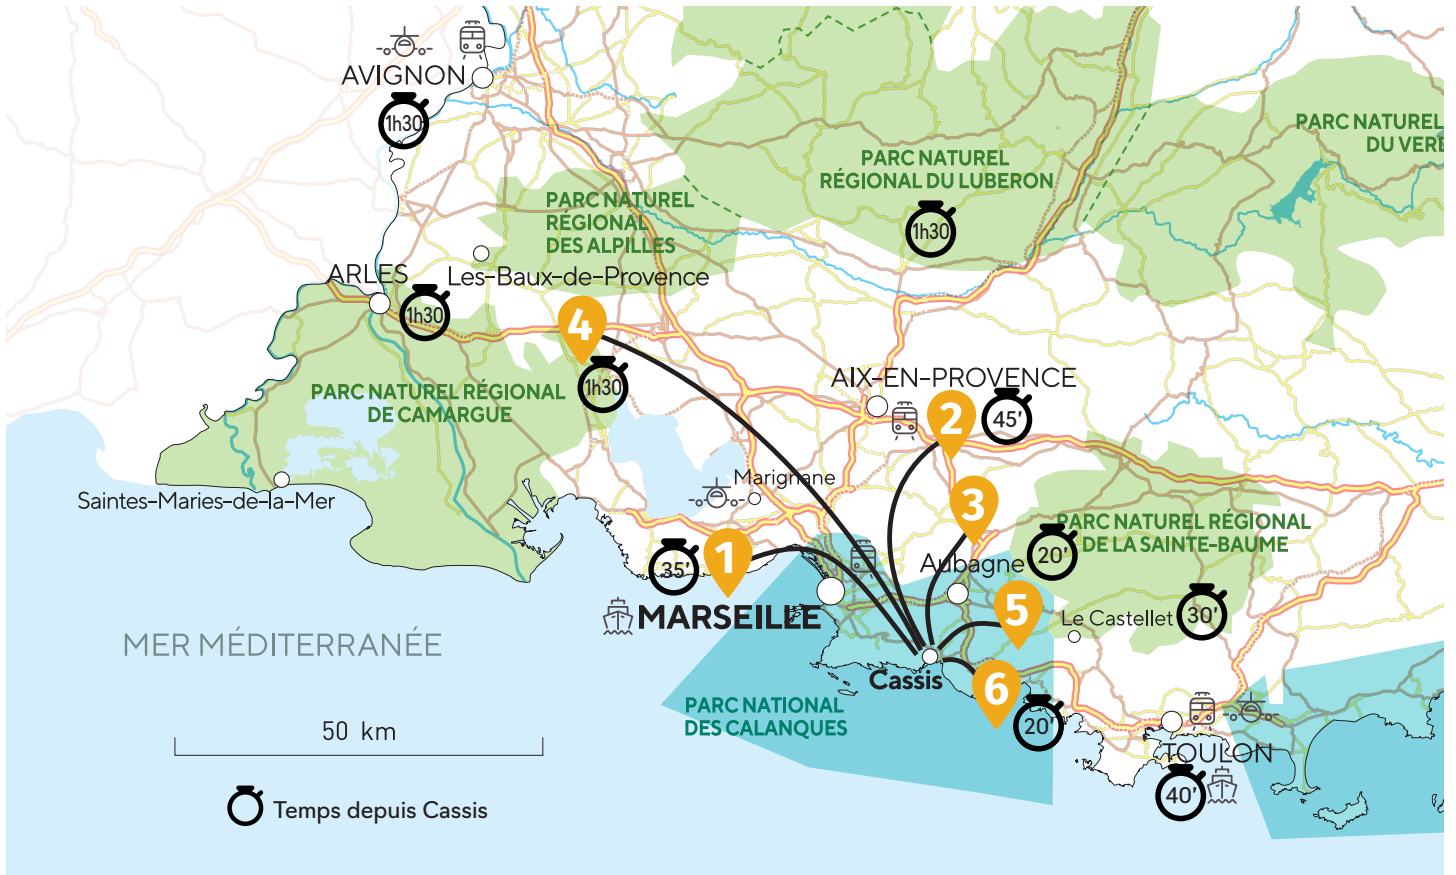 AVIGNON
1h30
PARC NATUREL
DU VERD
PARC NATUREL
RÉGIONAL DU LUBERON
1h30
PARC NATUREL
RÉGIONAL
DES ALPILLES
ARLES
1h30
Les-Baux-de-Provence
4
1h30
PARC NATUREL RÉGIONAL
DE CAMARGUE
AIX-EN-PROVENCE
2
45'
Saintes-Maries-de-la-Mer
Marignane
3
PARC NATUREL RÉGIONAL
DE LA SAINTE-BAUME
20'
Aubagne
35'
1
MARSEILLE
5
Le Castellet
30'
MER MÉDITERRANÉE
Cassis
6
20'
PARC NATIONAL
DES CALANQUES
TOULON
40'
50 km
Temps depuis Cassis